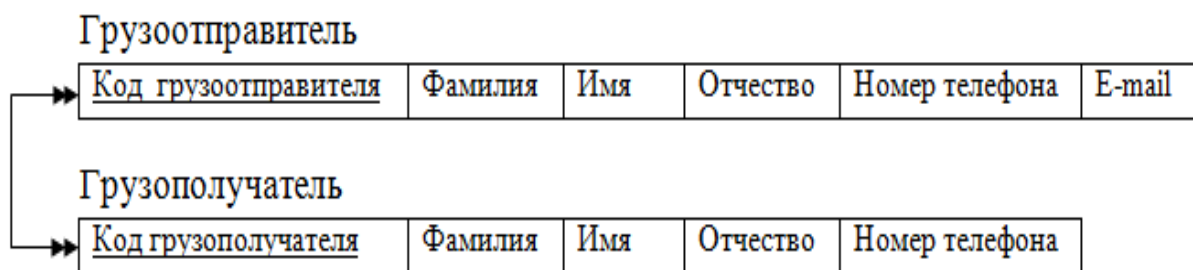 Грузоотправитель
Код грузоотправителя Фамилия Имя Отчество Номер телефона E-mail
Грузополучатель
Код грузополучателя Фамилия Имя Отчество Номер телефона